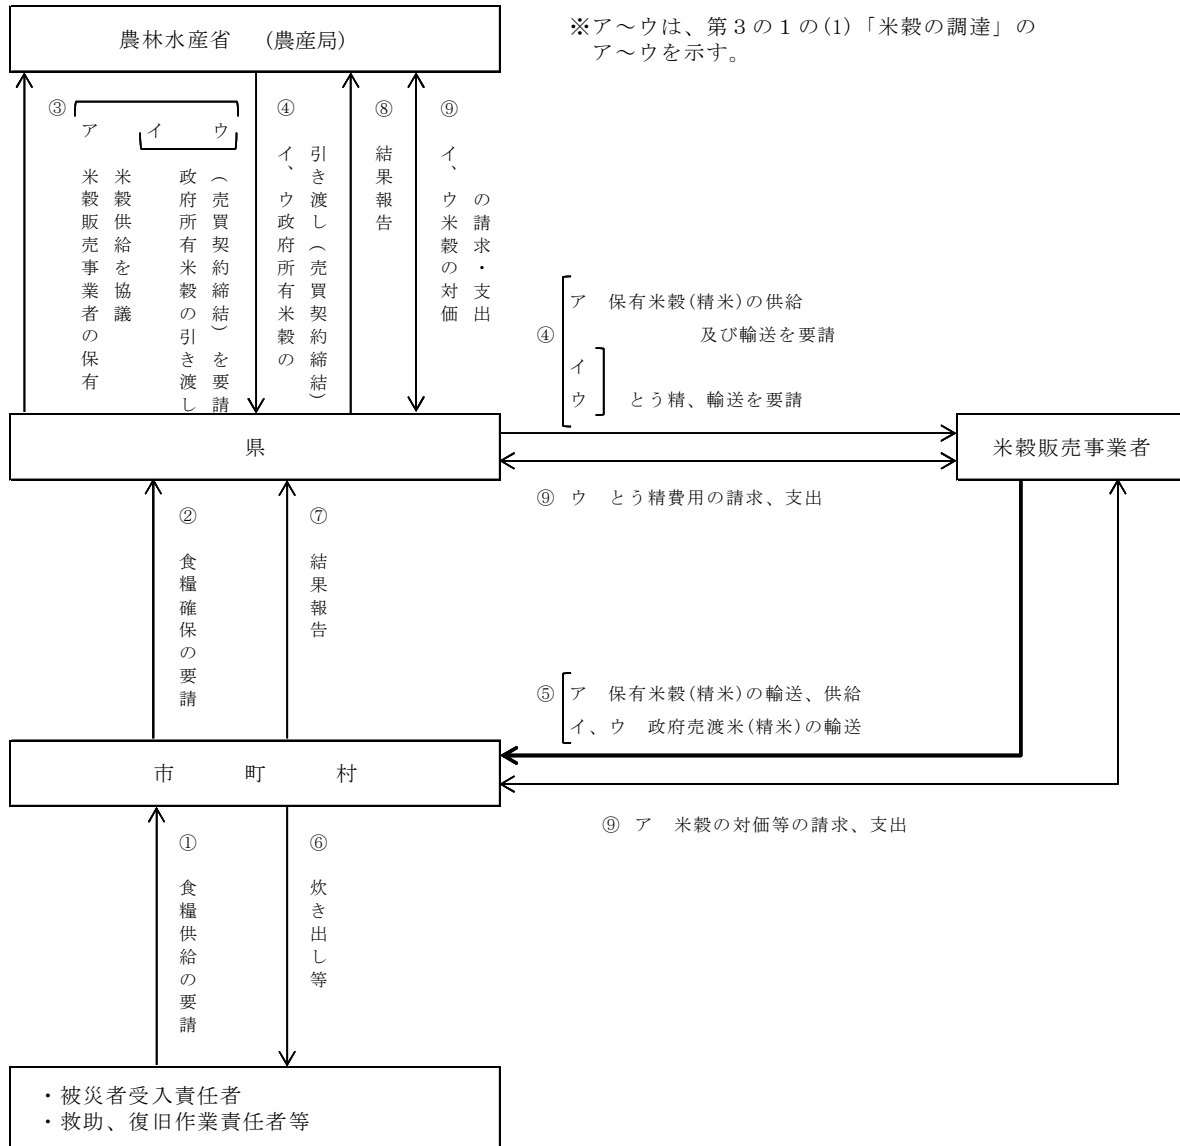 農林水産省　(農産局)
※ア～ウは、第３の１の(1)「米穀の調達」の
ア～ウを示す。
③
ア
米穀販売事業者の保有
米穀供給を協議
イ　ウ
政府所有米穀の引き渡し
(売買契約締結)を要請
④
イ、ウ政府所有米穀の
引き渡し(売買契約締結)
⑧
結果報告
⑨
イ、ウ米穀の対価
の請求・支出
④
ア　保有米穀(精米)の供給
及び輸送を要請
イ
ウ　とう精、輸送を要請
県
米穀販売事業者
⑨　ウ　とう精費用の請求、支出
②
食糧確保の要請
⑦
結果報告
⑤
ア　保有米穀(精米)の輸送、供給
イ、ウ　政府売渡米(精米)の輸送
市　町　村
⑨　ア　米穀の対価等の請求、支出
①
食糧供給の要請
⑥
炊き出し等
・被災者受入責任者
・救助、復旧作業責任者等